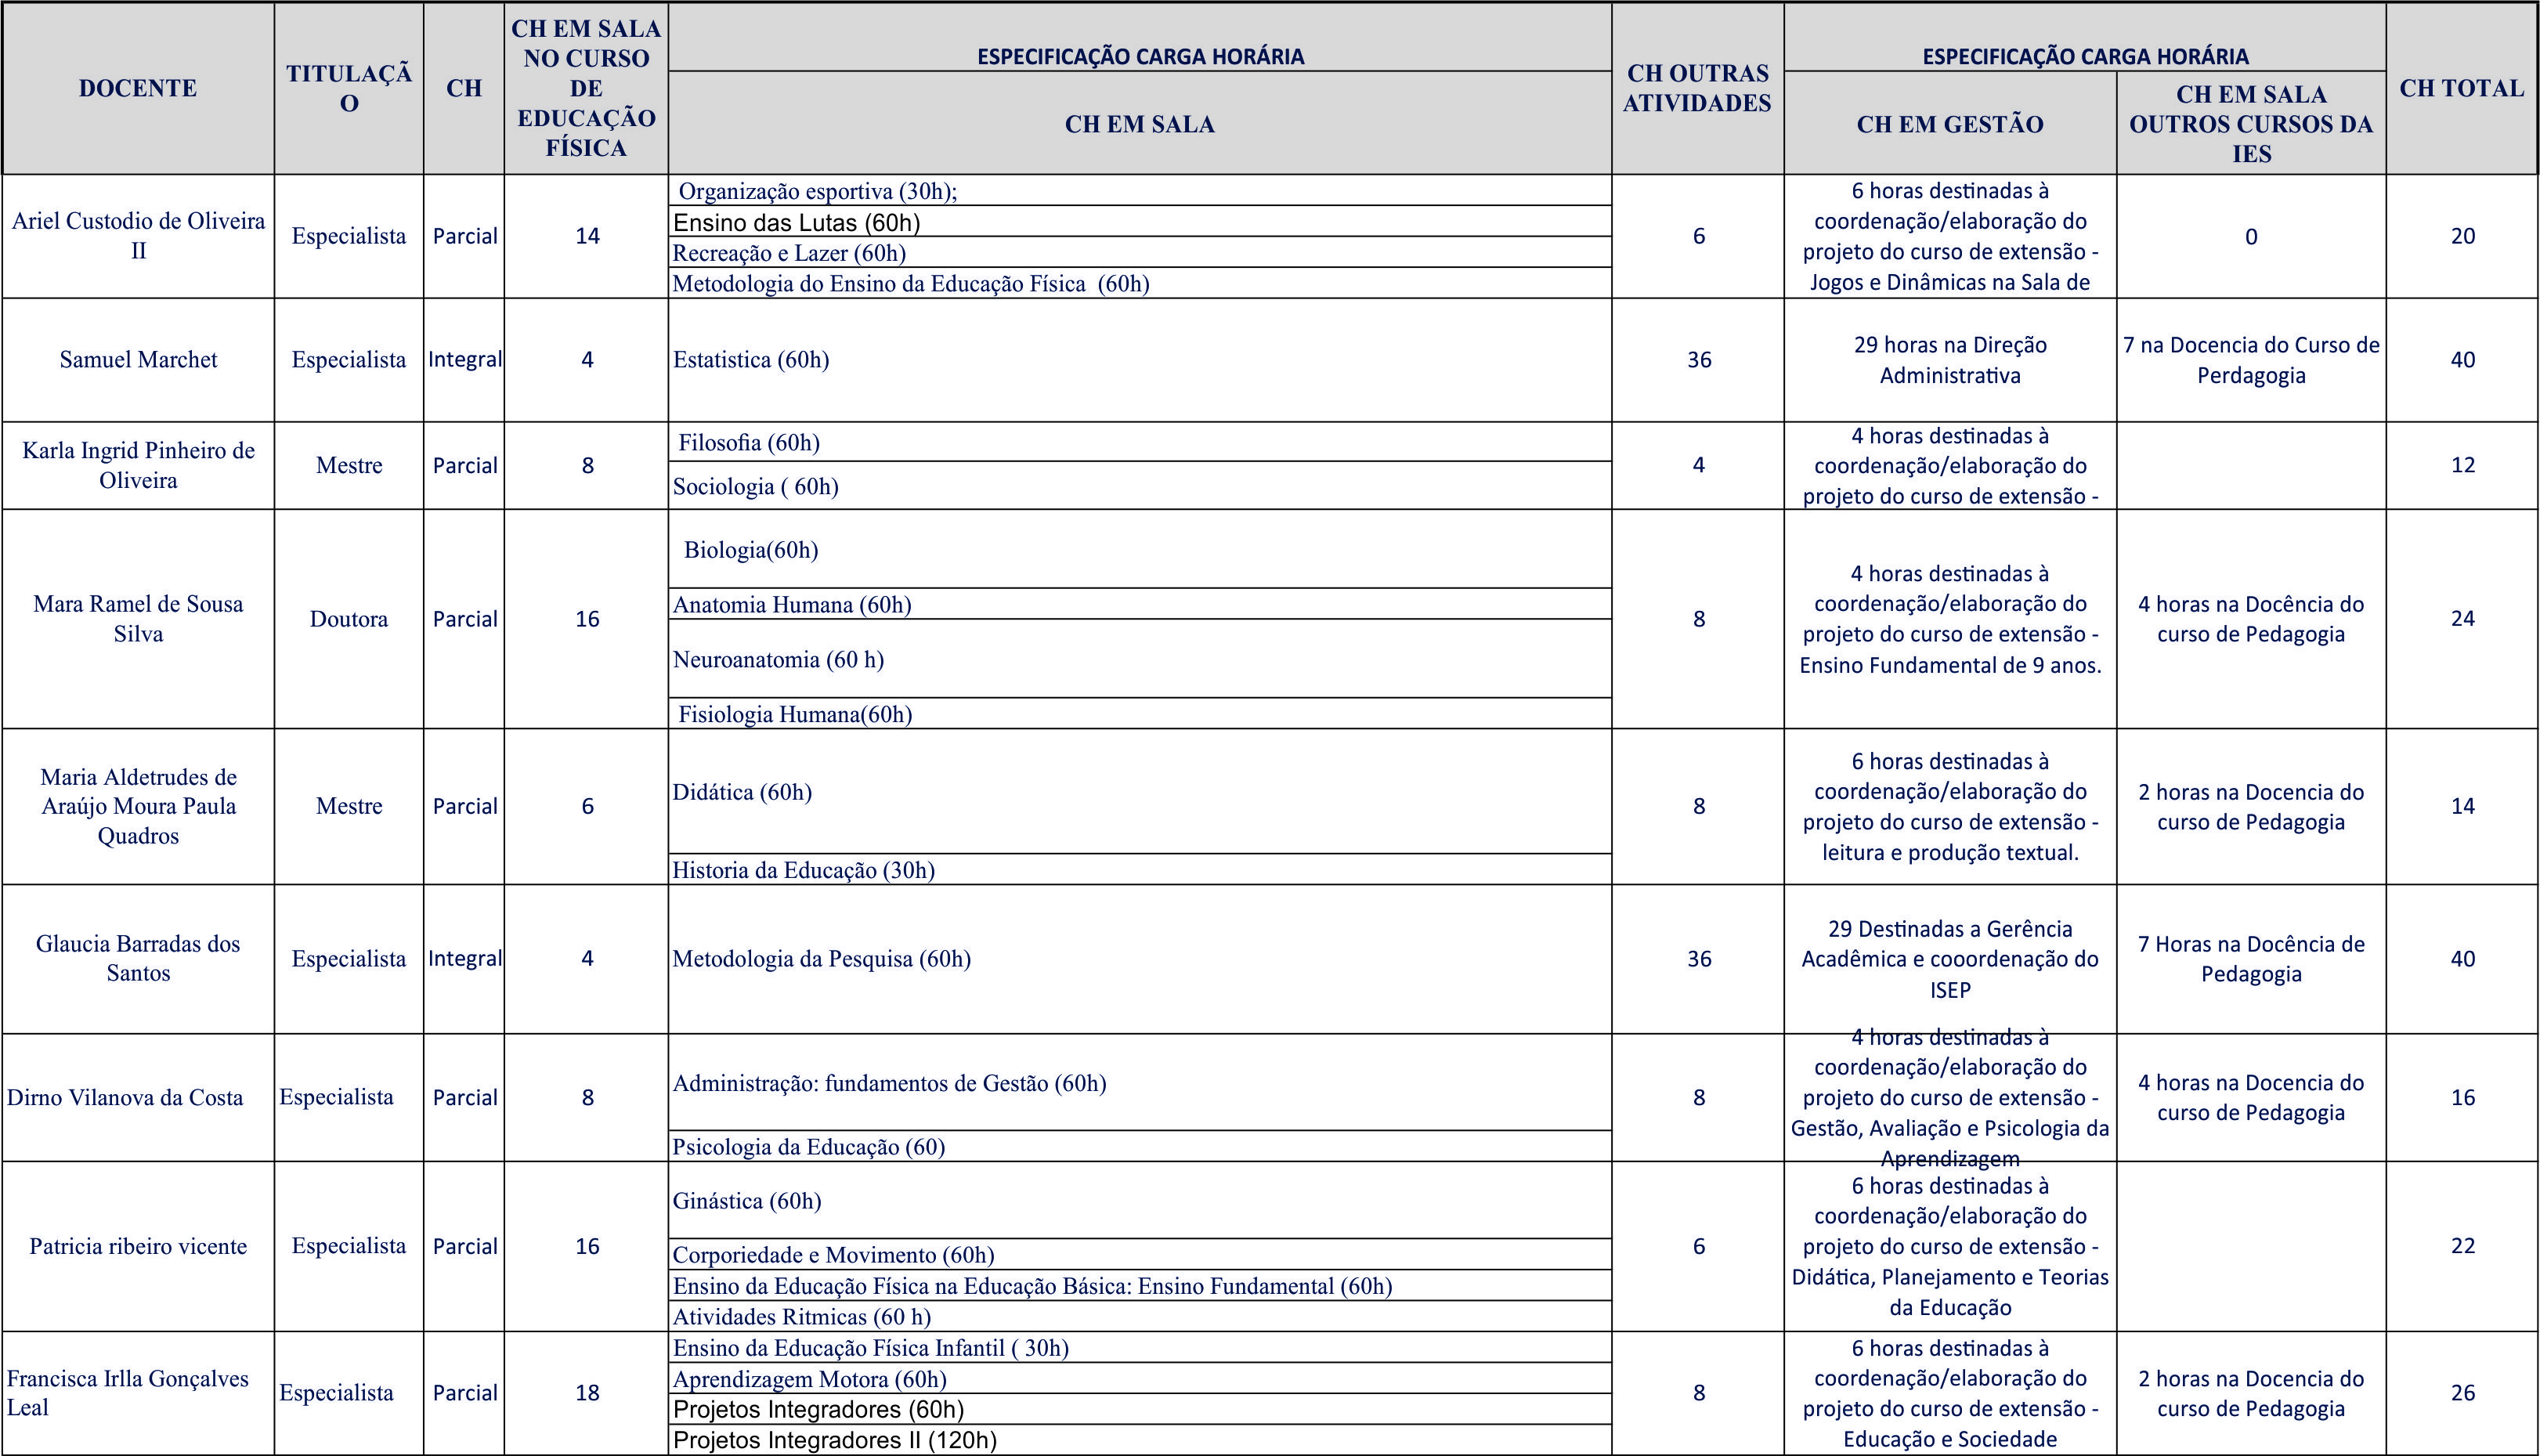 DOCENTE
TITULAÇÃ
O
CH
CH EM SALA
NO CURSO
DE
EDUCAÇÃO
FÍSICA
ESPECIFICAÇÃO CARGA HORÁRIA
CH EM SALA
CH OUTRAS
ATIVIDADES
ESPECIFICAÇÃO CARGA HORÁRIA
CH EM GESTÃO
CH EM SALA
OUTROS CURSOS DA
IES
CH TOTAL
Ariel Custodio de Oliveira
II
Especialista
Parcial
14
Organização esportiva (30h);
Ensino das Lutas (60h)
Recreação e Lazer (60h)
Metodologia do Ensino da Educação Física (60h)
6
6 horas destinadas à
coordenação/elaboração do
projeto do curso de extensão -
Jogos e Dinâmicas na Sala de
0
20
Samuel Marchet
Especialista
Integral
4
Estatistica (60h)
36
29 horas na Direção
Administrativa
7 na Docencia do Curso de
Perdagogia
40
Karla Ingrid Pinheiro de
Oliveira
Mestre
Parcial
8
Filosofia (60h)
Sociologia ( 60h)
4
4 horas destinadas à
coordenação/elaboração do
projeto do curso de extensão -
12
Mara Ramel de Sousa
Silva
Doutora
Parcial
16
Biologia(60h)
Anatomia Humana (60h)
Neuroanatomia (60 h)
Fisiologia Humana(60h)
8
4 horas destinadas à
coordenação/elaboração do
projeto do curso de extensão -
Ensino Fundamental de 9 anos.
4 horas na Docência do
curso de Pedagogia
24
Maria Aldetrudes de
Araújo Moura Paula
Quadros
Mestre
Parcial
6
Didática (60h)
Historia da Educação (30h)
8
6 horas destinadas à
coordenação/elaboração do
projeto do curso de extensão -
leitura e produção textual.
2 horas na Docencia do
curso de Pedagogia
14
Glaucia Barradas dos
Santos
Especialista
Integral
4
Metodologia da Pesquisa (60h)
36
29 Destinadas a Gerência
Acadêmica e cooordenação do
ISEP
7 Horas na Docência de
Pedagogia
40
Dirno Vilanova da Costa
Especialista
Parcial
8
Administração: fundamentos de Gestão (60h)
Psicologia da Educação (60)
8
4 horas destinadas à
coordenação/elaboração do
projeto do curso de extensão -
Gestão, Avaliação e Psicologia da
Aprendizagem
4 horas na Docencia do
curso de Pedagogia
16
Patricia ribeiro vicente
Especialista
Parcial
16
Ginástica (60h)
Corporiedade e Movimento (60h)
Ensino da Educação Física na Educação Básica: Ensino Fundamental (60h)
Atividades Ritmicas (60 h)
6
6 horas destinadas à
coordenação/elaboração do
projeto do curso de extensão -
Didática, Planejamento e Teorias
da Educação
22
Francisca Irlla Gonçalves
Leal
Especialista
Parcial
18
Ensino da Educação Física Infantil ( 30h)
Aprendizagem Motora (60h)
Projetos Integradores (60h)
Projetos Integradores II (120h)
8
6 horas destinadas à
coordenação/elaboração do
projeto do curso de extensão -
Educação e Sociedade
2 horas na Docencia do
curso de Pedagogia
26